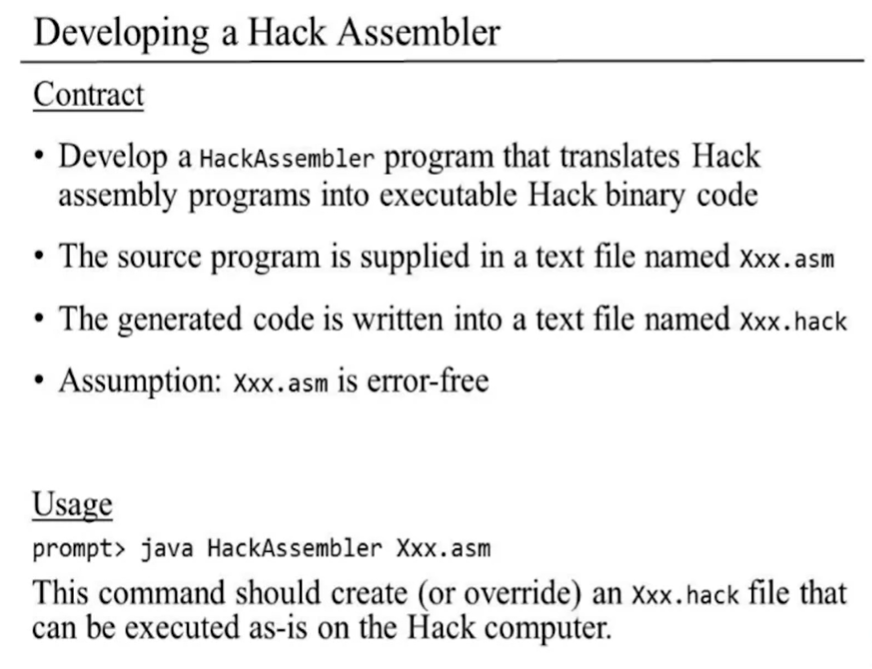 Developing a Hack Assembler
Contract
• Develop a HackAssembler program that translates Hack
assembly programs into executable Hack binary code
• The source program is supplied in a text file named Xxx.asm
• The generated code is written into a text file named Xxx.hack
• Assumption: Xxx.asm is error-free
Usage
prompt> java HackAssembler Xxx.asm
This command should create (or override) an Xxx.hack file that
can be executed as-is on the Hack computer.